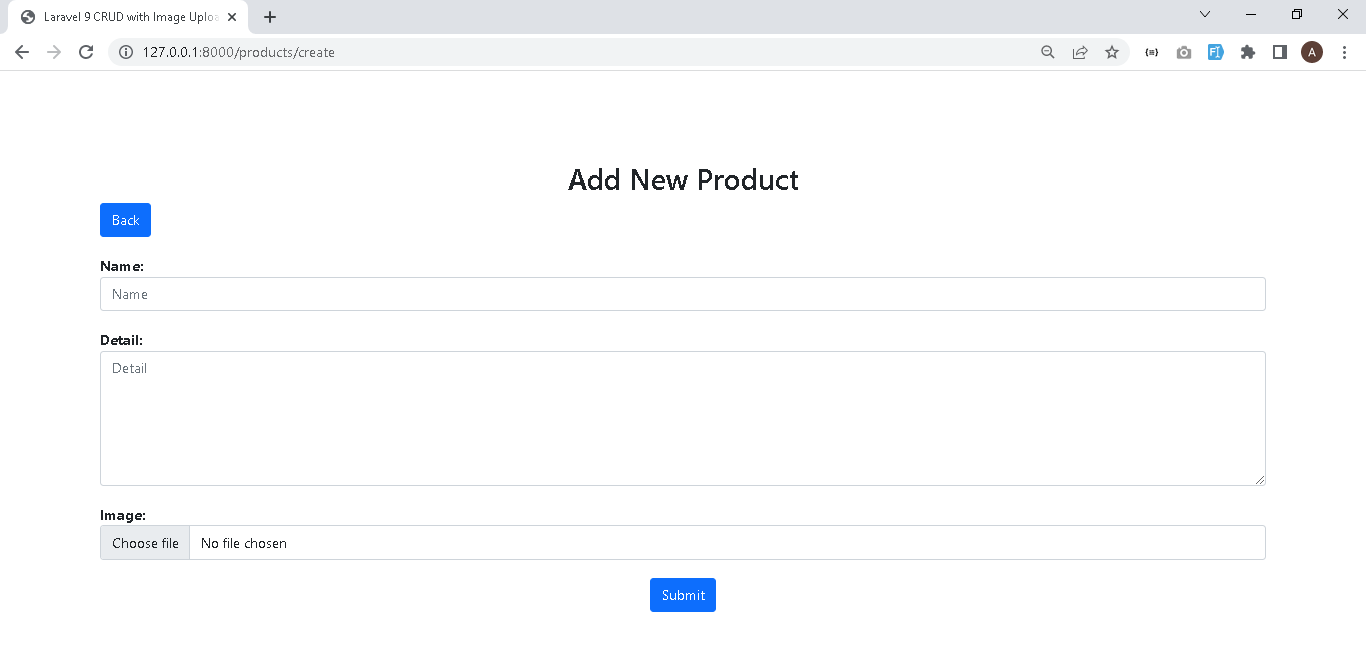 Laravel 9 CRUD with Image Uploa
127.0.0.1:8000/products/create
A
Add New Product
Back
Name:
Name
Detail:
Detail
Image:
Choose file No file chosen
Submit